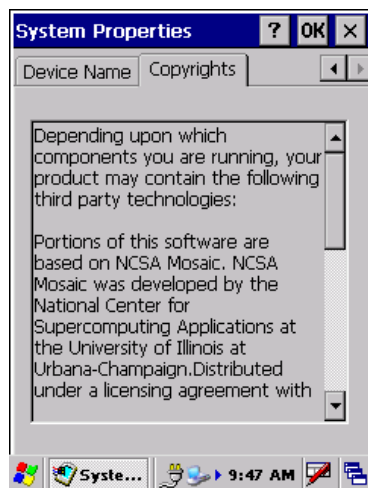 System Properties ? OK ×
Device Name Copyrights
Depending upon which
components you are running, your
product may contain the following
third party technologies:
Portions of this software are
based on NCSA Mosaic. NCSA
Mosaic was developed by the
National Center for
Supercomputing Applications at
the University of Illinois at
Urbana-Champaign.Distributed
under a licensing agreement with
Syste... 9:47 AM